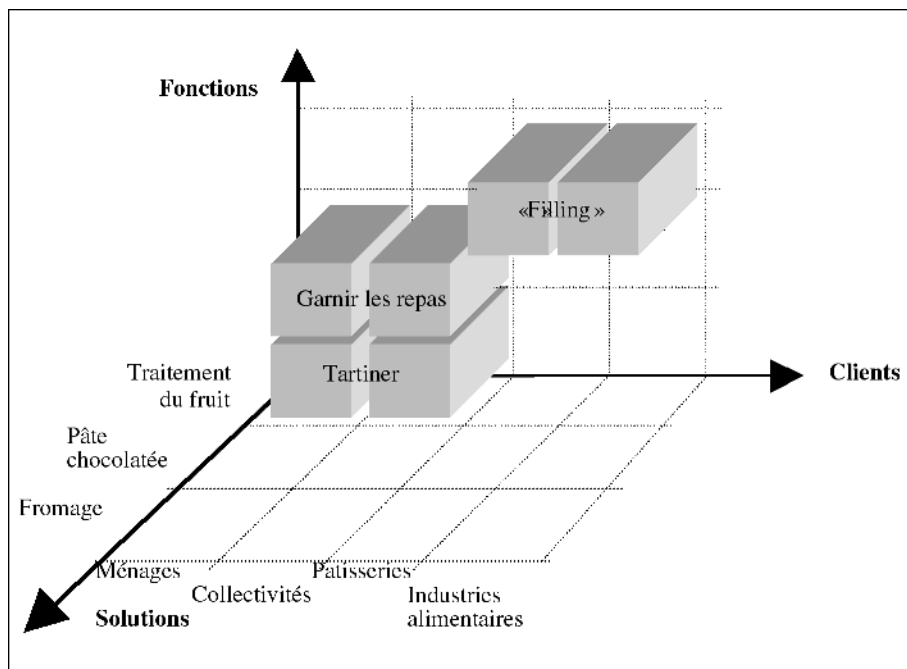 Fonctions
«Filling »
Garnir les repas
Tartiner
Traitement
du fruit
Clients
Pâte
chocolatée
Fromage
Ménages
Patisseries
Collectivités
Industries
alimentaires
Solutions